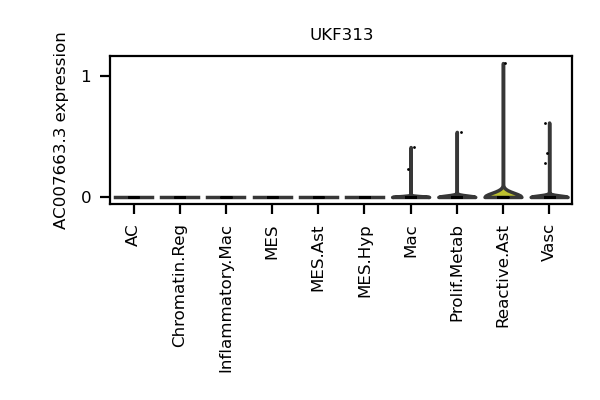 UKF313
AC007663.3 expression
1
0
AC
Chromatin.Reg
Inflammatory.Mac
MES
MES.Ast
MES.Hyp
Mac
Prolif.Metab
Reactive.Ast
Vasc